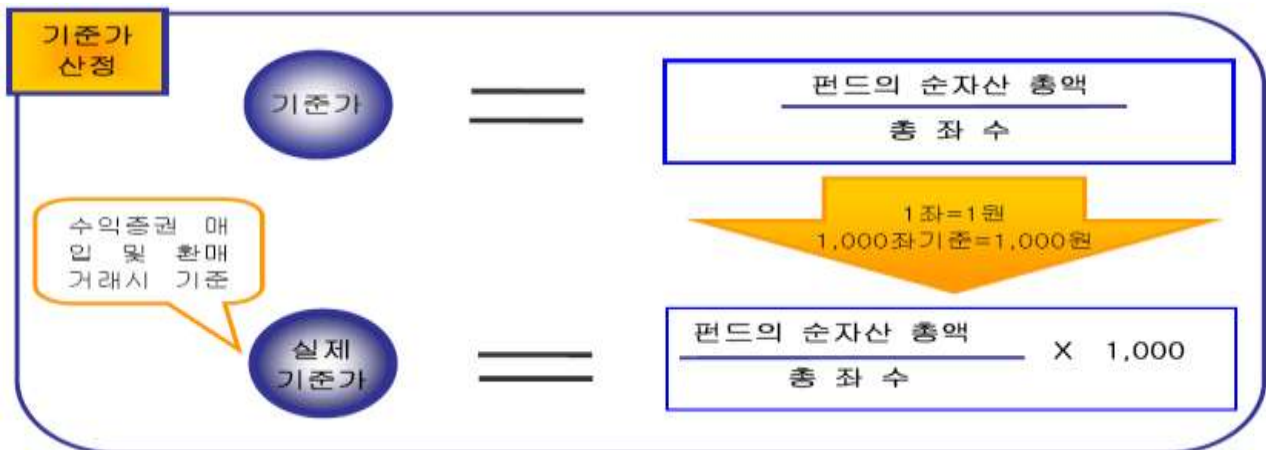 기준가
산정
기준가
펀드의 순자산 총액
총 좌 수
1좌=1원
1,000좌기준=1,000원
수익증권 매
입 및 환매
거래시 기준
실제
기준가
펀드의 순자산 총액
총 좌 수
X 1,000